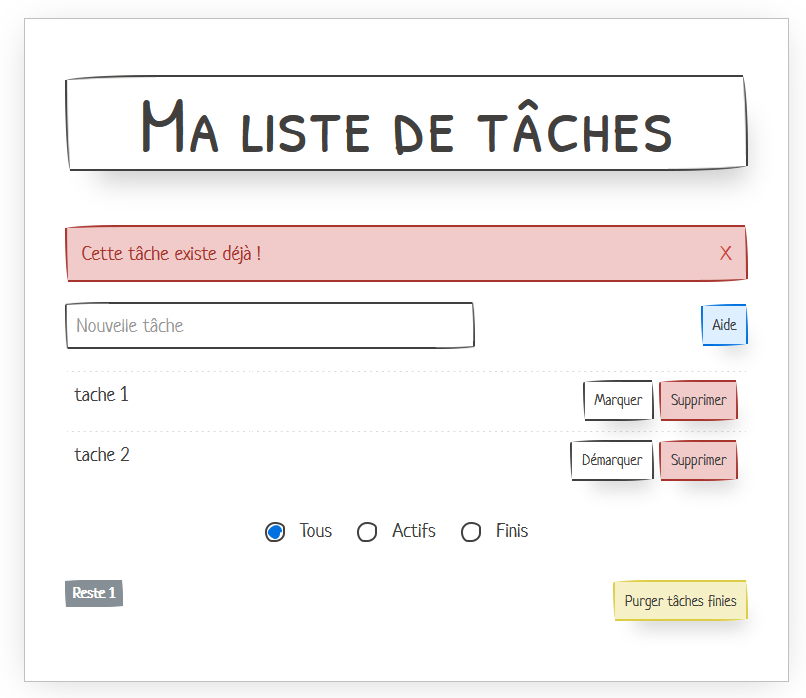 Ma liste de tâches
Cette tâche existe déjà ! X
Nouvelle tâche Aide
tache 1 Marquer Supprimer
tache 2 Démarquer Supprimer
Tous Actifs Finis
Reste 1 Purger tâches finies